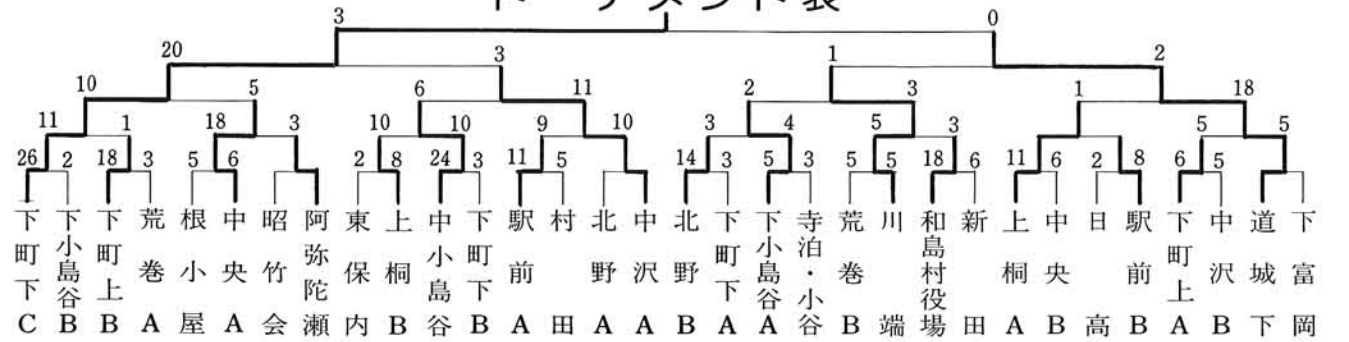 トーナメント表
3 0
20 3 1 2
10 5 6 11 2 3 1 18
11 1 18 3 10 10 9 10 3 4 5 3 5 5
26 2 18 3 5 6 2 8 24 3 11 5 14 3 5 3 5 5 18 6 11 6 2 8 6 5
下町下C
下小島谷B
下町上B
荒巻A
根小屋
中央A
昭竹会
阿弥陀瀬
東保内
上桐B
中小島谷
下町下B
駅前A
村田
北野A
中沢A
北野B
下町下A
下小島谷A
寺泊・小谷
荒巻B
川端
和島村役場
新田
上桐A
中央B
日高
駅前B
下町上A
中沢B
道城下
下富岡